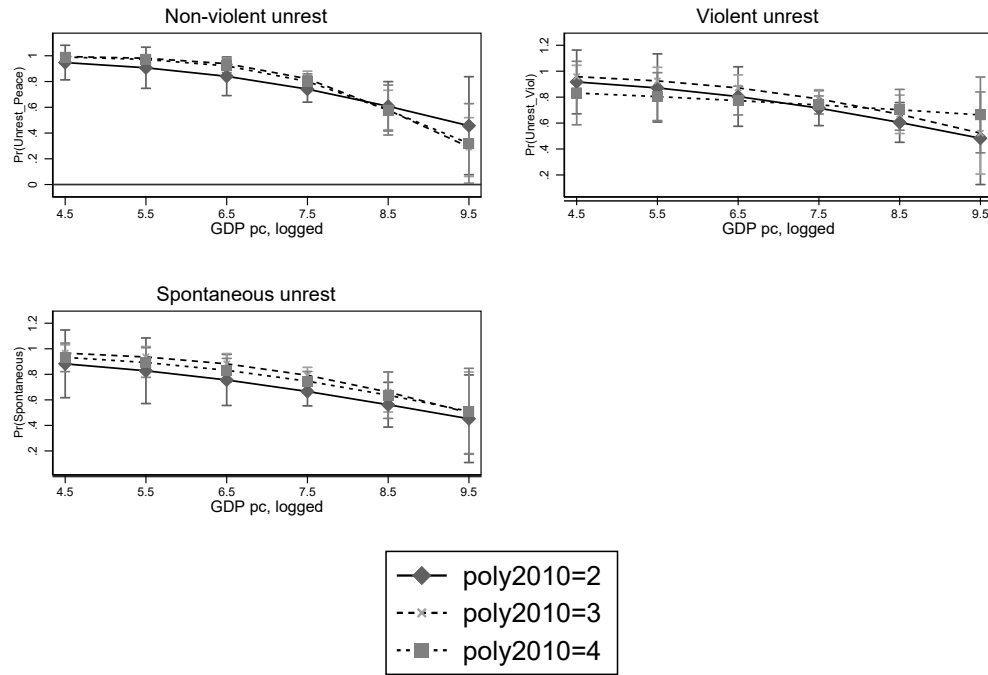 Non-violent unrest
Pr(Unrest_Peace)
1
.8
.6
.4
.2
0
4.5 5.5 6.5 7.5 8.5 9.5
GDP pc, logged
Violent unrest
Pr(Unrest_Viol)
1.2
1
.8
.6
.4
.2
4.5 5.5 6.5 7.5 8.5 9.5
GDP pc, logged
Spontaneous unrest
Pr(Spontaneous)
1.2
1
.8
.6
.4
.2
4.5 5.5 6.5 7.5 8.5 9.5
GDP pc, logged
poly2010=2
poly2010=3
poly2010=4